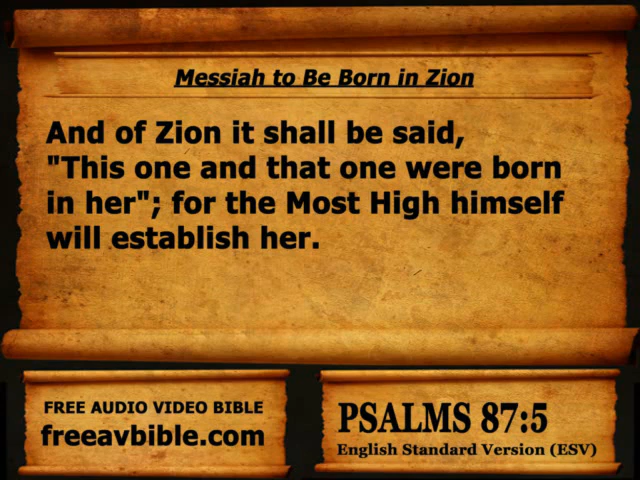 Messiah to Be Born in Zion
And of Zion it shall be said,
"This one and that one were born
in her"; for the Most High himself
will establish her.
FREE AUDIO VIDEO BIBLE
freeavbible.com
PSALMS 87:5
English Standard Version (ESV)